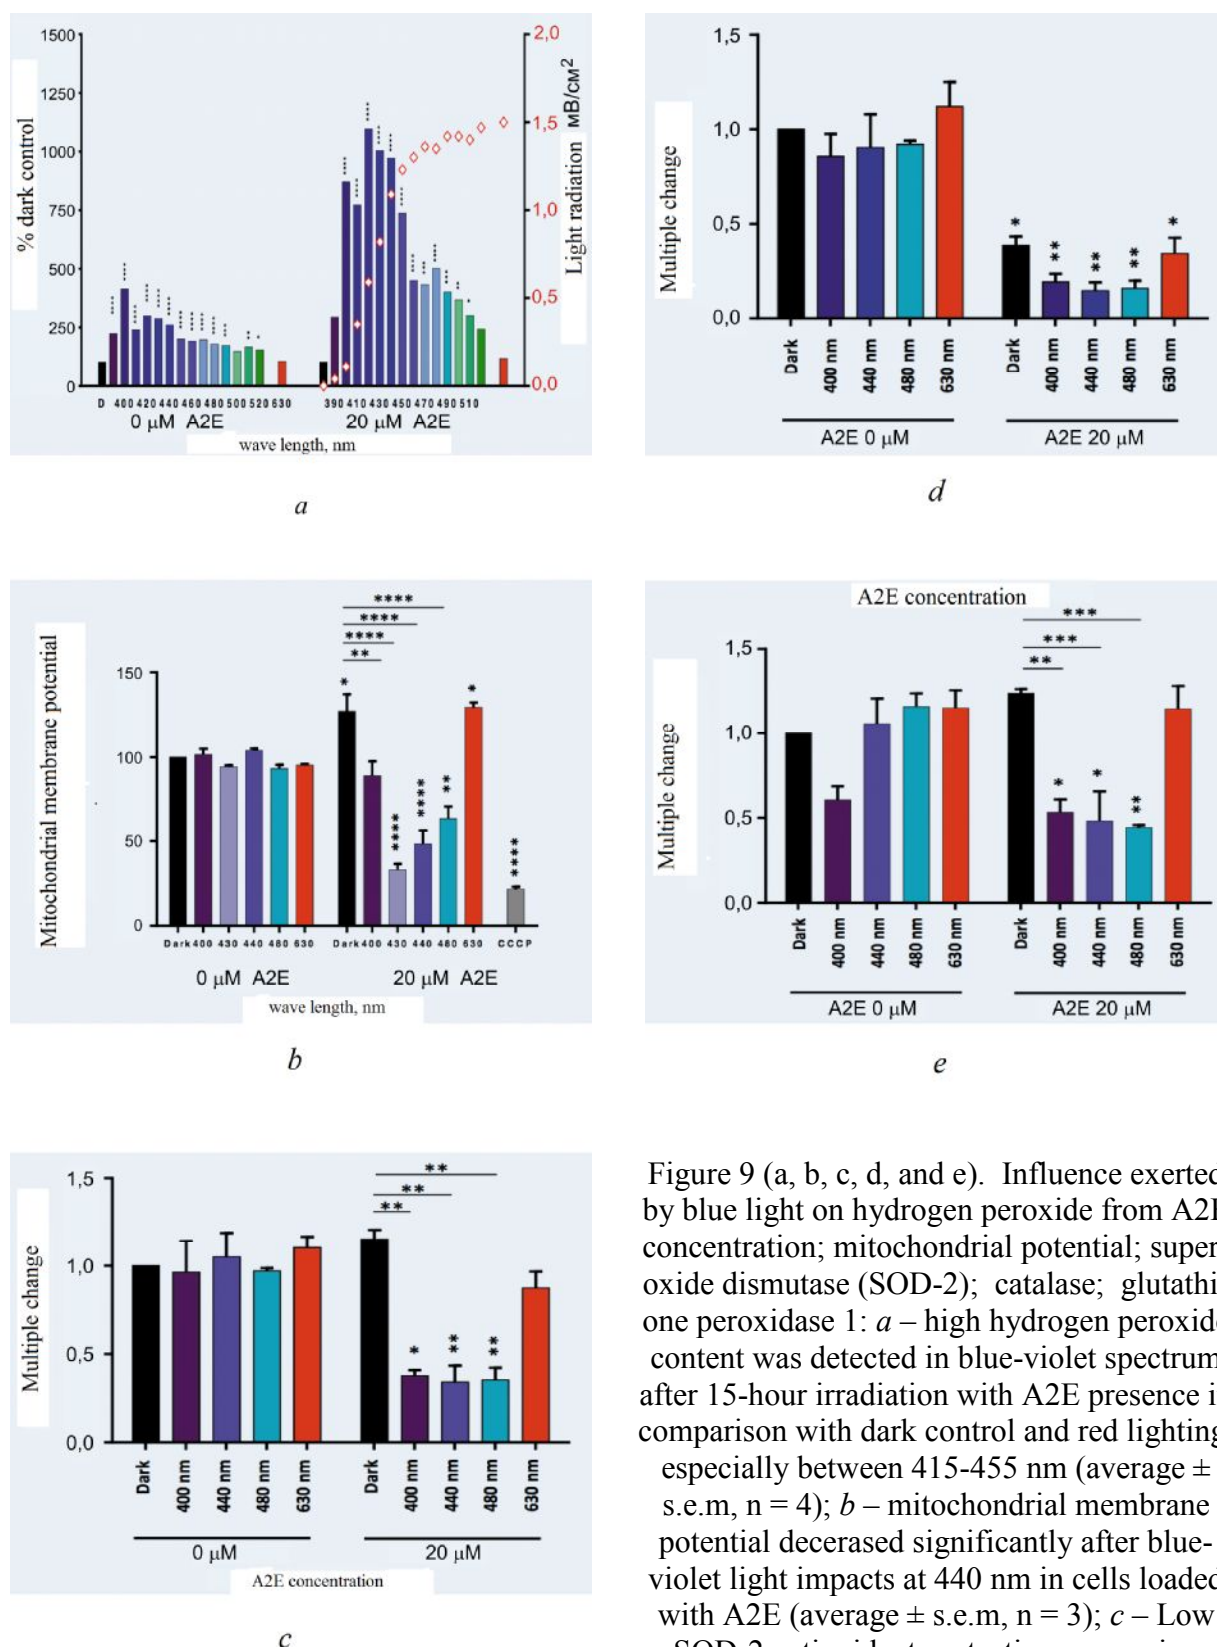 1500
1250
1000
750
500
250
0
% dark control
2,0
1,5
1,0
0,5
0,0
Light radiation мВ/см²
D 400 420 440 460 480 500 520 630
390 410 430 450 470 490 510
0 µM A2E
20 µM A2E
wave length, nm
a
1,5
1,0
0,5
0,0
Multiple change
* ** ** ** *
Dark 400 nm 440 nm 480 nm 630 nm
Dark 400 nm 440 nm 480 nm 630 nm
A2E 0 µM
A2E 20 µM
d
Mitochondrial membrane potential
150
100
50
0
****
****
****
**
* **** **** ** * ****
Dark 400 430 440 480 630
Dark 400 430 440 480 630 CCCP
0 µM A2E
20 µM A2E
wave length, nm
b
A2E concentration
1,5
1,0
0,5
0,0
Multiple change
***
***
**
* * **
Dark 400 nm 440 nm 480 nm 630 nm
Dark 400 nm 440 nm 480 nm 630 nm
A2E 0 µM
A2E 20 µM
e
1,5
1,0
0,5
0,0
Multiple change
**
**
**
* ** **
Dark 400 nm 440 nm 480 nm 630 nm
Dark 400 nm 440 nm 480 nm 630 nm
0 µM
20 µM
A2E concentration
c
Figure 9 (a, b, c, d, and e). Influence exerted
by blue light on hydrogen peroxide from A2E
concentration; mitochondrial potential; super
oxide dismutase (SOD-2); catalase; glutathi
one peroxidase 1: a – high hydrogen peroxide
content was detected in blue-violet spectrum
after 15-hour irradiation with A2E presence i
comparison with dark control and red lighting
especially between 415-455 nm (average ±
s.e.m, n = 4); b – mitochondrial membrane
potential decerased significantly after blue-
violet light impacts at 440 nm in cells loaded
with A2E (average ± s.e.m, n = 3); c – Low